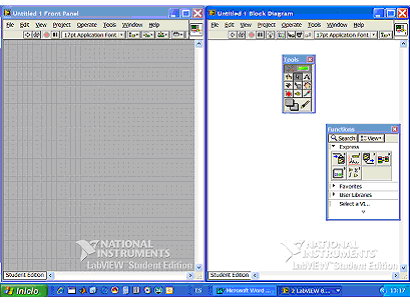 Untitled 1 Front Panel
File Edit View Project Operate Tools Window Help
17pt Application Font
NATIONAL INSTRUMENTS
LabVIEW Student Edition
Student Edition
Untitled 1 Block Diagram
File Edit View Project Operate Tools Window Help
17pt Application Font
Tools
Functions
Search View
Express
Favorites
User Libraries
Select a VI...
NATIONAL INSTRUMENTS
LabVIEW Student Edition
Student Edition
Inicio
ES
Microsoft Word
2 LabVIEW 8....
13:17